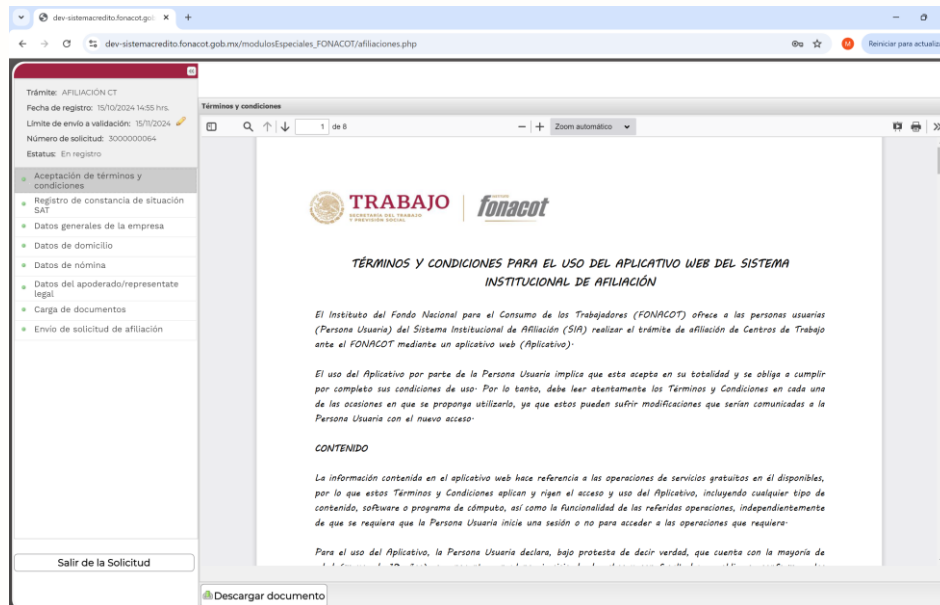 dev-sistemacredito.fonacot.gob
dev-sistemacredito.fonacot.gob.mx/modulosEspeciales_FONACOT/afiliaciones.php
M
Reiniciar para actualiza
Trámite: AFILIACIÓN CT
Fecha de registro: 15/10/2024 14:55 hrs.
Límite de envío a validación: 15/11/2024
Número de solicitud: 3000000064
Estatus: En registro
Aceptación de términos y
condiciones
Registro de constancia de situación
SAT
Datos generales de la empresa
Datos de domicilio
Datos de nómina
Datos del apoderado/representate
legal
Carga de documentos
Envío de solicitud de afiliación
Salir de la Solicitud
Términos y condiciones
1 de 8
Zoom automático
TRABAJO
SECRETARÍA DEL TRABAJO
Y PREVISIÓN SOCIAL
fonacot
TÉRMINOS Y CONDICIONES PARA EL USO DEL APLICATIVO WEB DEL SISTEMA
INSTITUCIONAL DE AFILIACIÓN
El Instituto del Fondo Nacional para el Consumo de los Trabajadores (FONACOT) ofrece a las personas usuarias
(Persona Usuaria) del Sistema Institucional de Afiliación (SIA) realizar el trámite de afiliación de Centros de Trabajo
ante el FONACOT mediante un aplicativo web (Aplicativo).
El uso del Aplicativo por parte de la Persona Usuaria implica que esta acepta en su totalidad y se obliga a cumplir
por completo sus condiciones de uso. Por lo tanto, debe leer atentamente los Términos y Condiciones en cada una
de las ocasiones en que se proponga utilizarlo, ya que estos pueden sufrir modificaciones que serían comunicadas a la
Persona Usuaria con el nuevo acceso.
CONTENIDO
La información contenida en el aplicativo web hace referencia a las operaciones de servicios gratuitos en él disponibles,
por lo que estos Términos y Condiciones aplican y rigen el acceso y uso del Aplicativo, incluyendo cualquier tipo de
contenido, software o programa de cómputo, así como la funcionalidad de las referidas operaciones, independientemente
de que se requiera que la Persona Usuaria inicie una sesión o no para acceder a las operaciones que requiera.
Para el uso del Aplicativo, la Persona Usuaria declara, bajo protesta de decir verdad, que cuenta con la mayoría de
Descargar documento